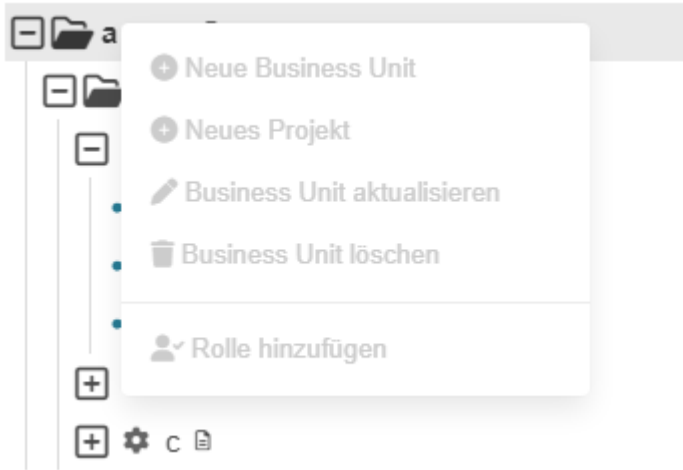 a
Neue Business Unit
Neues Projekt
Business Unit aktualisieren
Business Unit löschen
Rolle hinzufügen
c